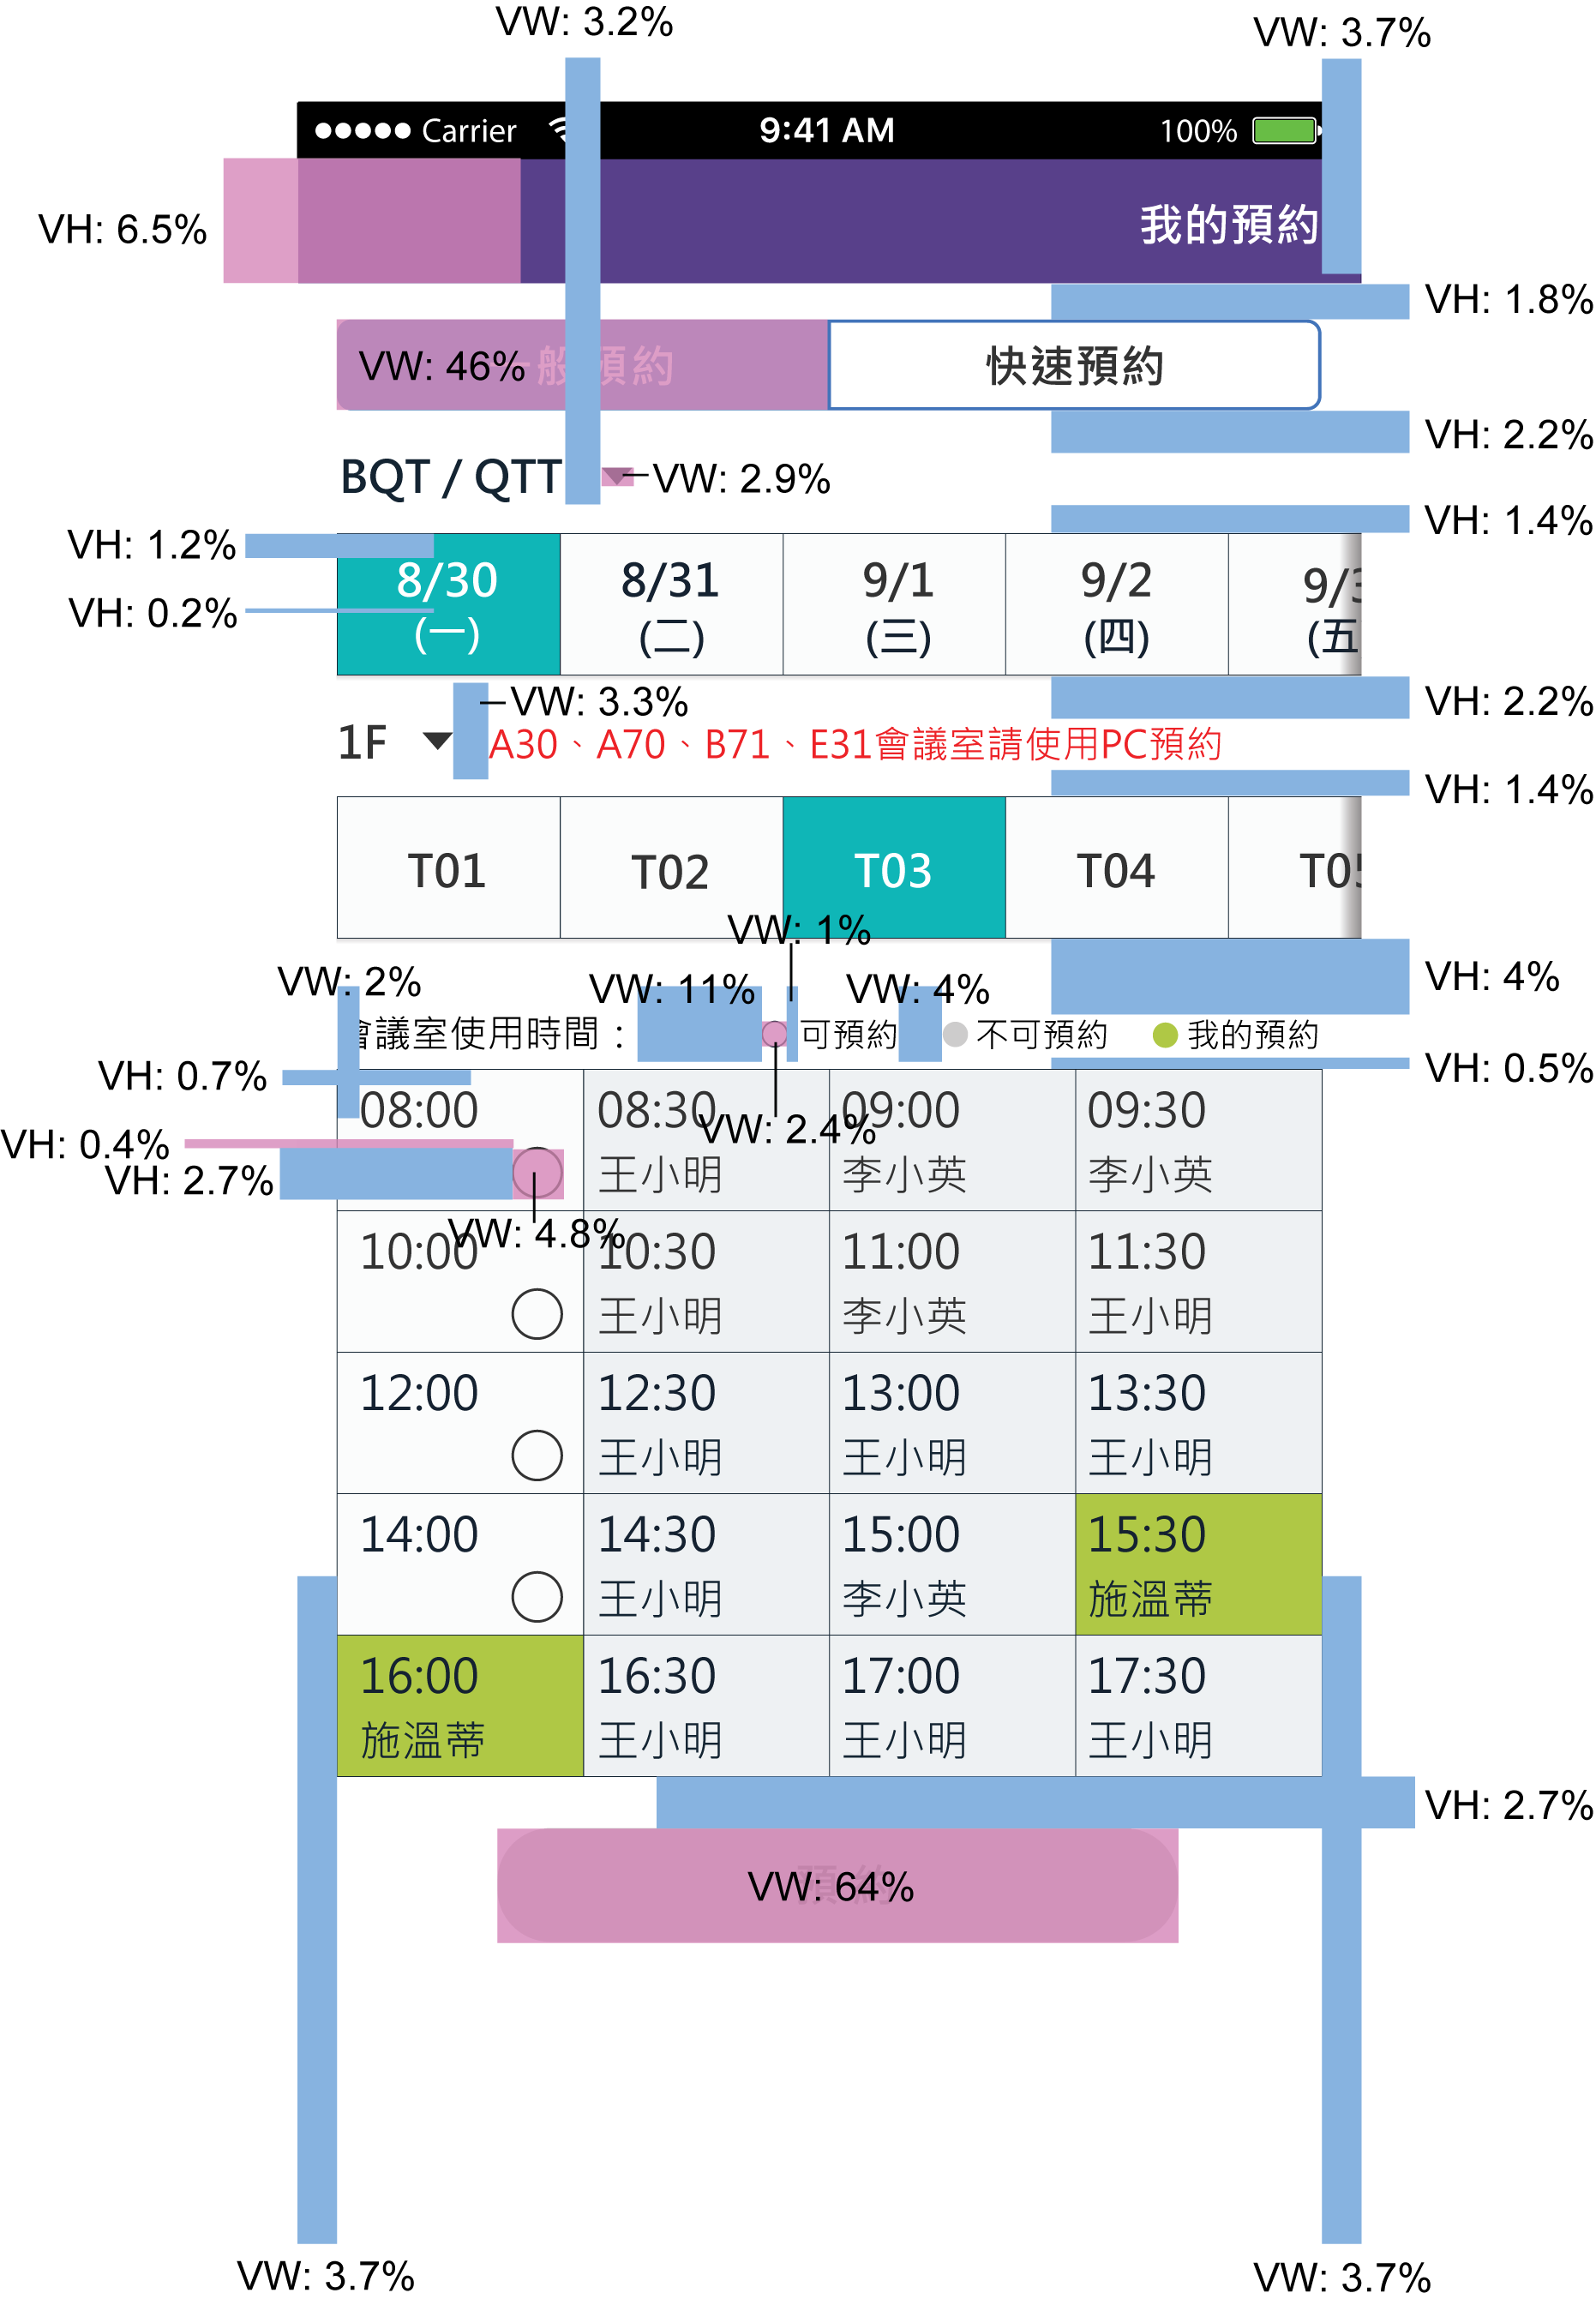 VW: 3.2%
VW: 3.7%
Carrier 9:41 AM 100%
VH: 6.5%
我的預約
VH: 1.8%
VW: 46% 般預約 快速預約
VH: 2.2%
BQT / QTT VW: 2.9%
VH: 1.4%
VH: 1.2%
8/30 8/31 9/1 9/2 9/3
VH: 0.2%
(一) (二) (三) (四) (五
VH: 2.2%
VW: 3.3%
1F A30、A70、B71、E31會議室請使用PC預約
VH: 1.4%
T01 T02 T03 T04 T05
VW: 1%
VH: 4%
VW: 2% VW: 11% VW: 4%
會議室使用時間： 可預約 不可預約 我的預約
VH: 0.5%
VH: 0.7%
08:00 08:30 09:00 09:30
VW: 2.4%
VH: 0.4%
VH: 2.7%
王小明 李小英 李小英
VW: 4.8%
10:00 10:30 11:00 11:30
王小明 李小英 王小明
12:00 12:30 13:00 13:30
王小明 王小明 王小明
14:00 14:30 15:00 15:30
王小明 李小英 施溫蒂
16:00 16:30 17:00 17:30
施溫蒂 王小明 王小明 王小明
VH: 2.7%
預約
VW: 64%
VW: 3.7%
VW: 3.7%